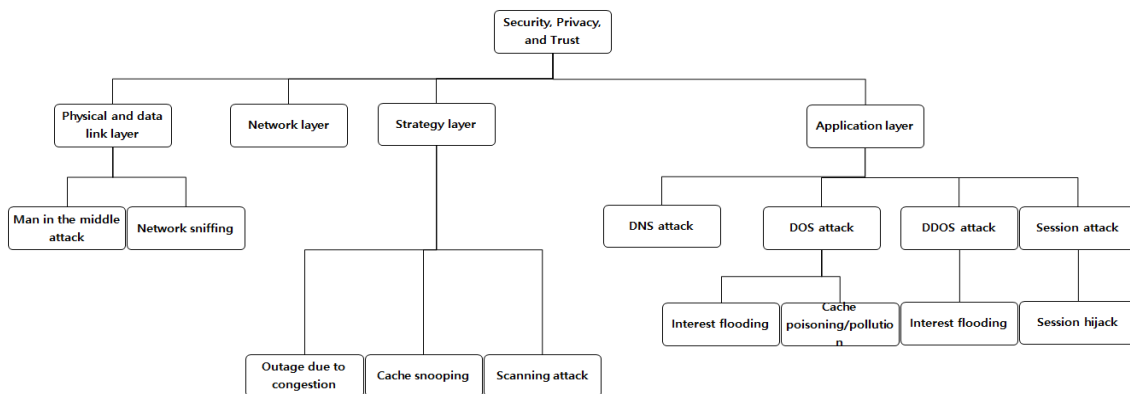 Security, Privacy,
and Trust
Physical and data
link layer
Network layer
Strategy layer
Application layer
Man in the middle
attack
Network sniffing
DNS attack
DOS attack
DDOS attack
Session attack
Interest flooding
Cache
poisoning/pollutio
n
Interest flooding
Session hijack
Outage due to
congestion
Cache snooping
Scanning attack